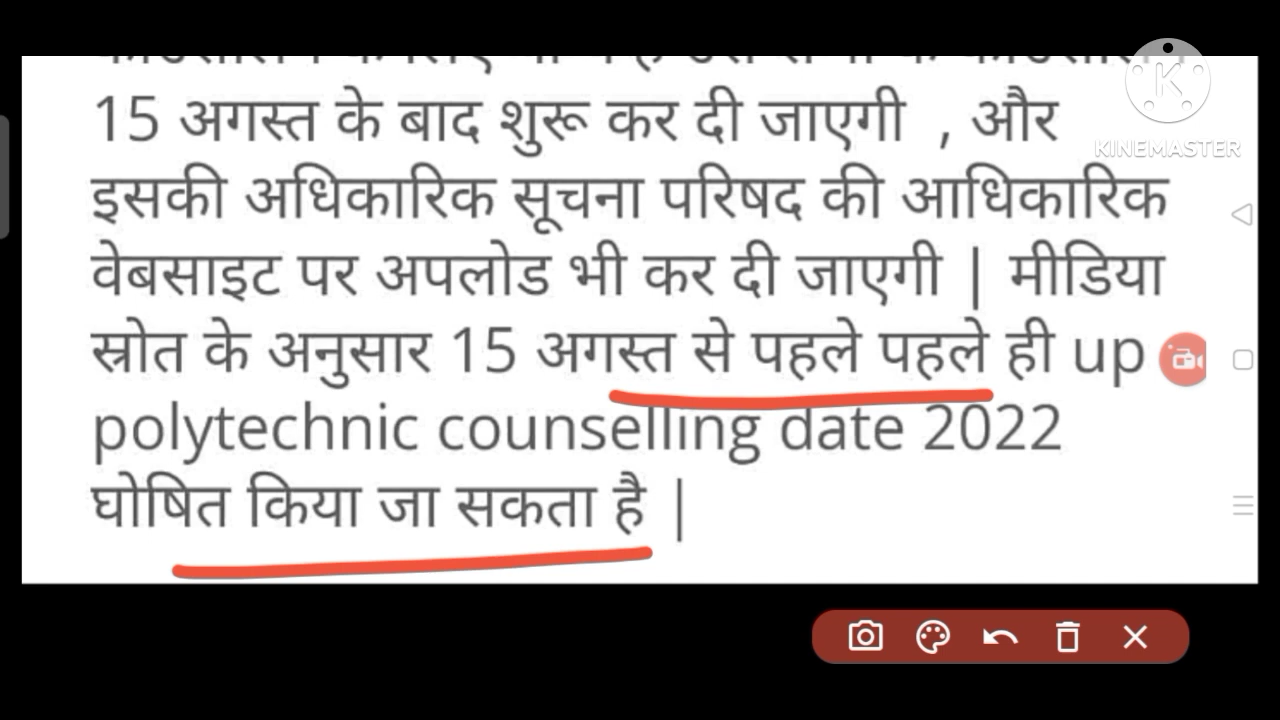 15 अगस्त के बाद शुरू कर दी जाएगी , और
इसकी अधिकारिक सूचना परिषद की आधिकारिक
वेबसाइट पर अपलोड भी कर दी जाएगी |  मीडिया
स्रोत के अनुसार 15 अगस्त से पहले पहले ही up
polytechnic counselling date 2022
घोषित किया जा सकता है |
K
KINEMASTER